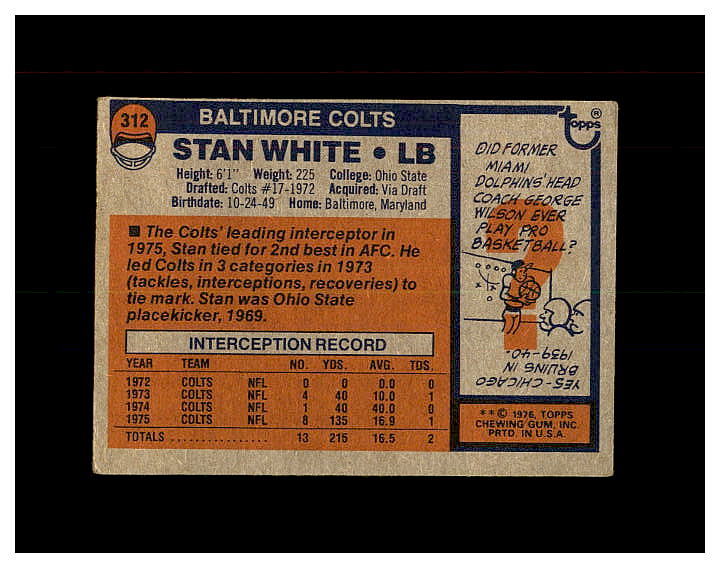 312
BALTIMORE COLTS
STAN WHITE • LB
Height: 6'1" Weight: 225 College: Ohio State
Drafted: Colts #17-1972 Acquired: Via Draft
Birthdate: 10-24-49 Home: Baltimore, Maryland
■ The Colts' leading interceptor in
1975, Stan tied for 2nd best in AFC. He
led Colts in 3 categories in 1973
(tackles, interceptions, recoveries) to
tie mark. Stan was Ohio State
placekicker, 1969.
INTERCEPTION RECORD
YEAR TEAM NO. YDS. AVG. TDS.
1972 COLTS NFL 0 0 0.0 0
1973 COLTS NFL 4 40 10.0 1
1974 COLTS NFL 1 40 40.0 0
1975 COLTS NFL 8 135 16.9 1
TOTALS ................ 13 215 16.5 2
Topps®
DID FORMER
MIAMI
DOLPHINS' HEAD
COACH GEORGE
WILSON EVER
PLAY PRO
BASKETBALL?
?
YES-CHICAGO
BRUINS IN
1939-40.
**© 1976, TOPPS
CHEWING GUM, INC.
PRTD. IN U.S.A.